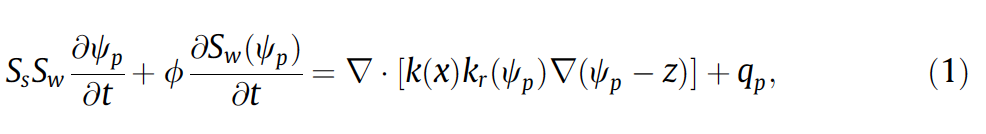 S_s S_w ∂ψ_p/∂t + φ ∂S_w(ψ_p)/∂t = ∇ · [k(x)k_r(ψ_p)∇(ψ_p − z)] + q_p, (1)